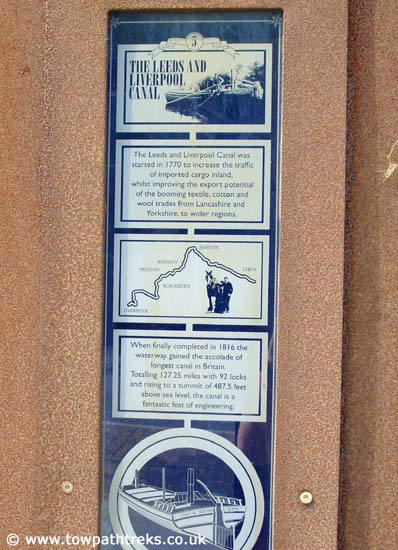 5
THE LEEDS AND
LIVERPOOL
CANAL
The Leeds and Liverpool Canal was
started in 1770 to increase the traffic
of imported cargo inland,
whilst improving the export potential
of the booming textile, cotton and
wool trades from Lancashire and
Yorkshire, to wider regions.
SKIPTON
BURNLEY
PRESTON
LEEDS
BLACKBURN
LIVERPOOL
When finally completed in 1816 the
waterway gained the accolade of
longest canal in Britain.
Totalling 127.25 miles with 92 locks
and rising to a summit of 487.5 feet
above sea level, the canal is a
fantastic feat of engineering.
© www.towpathtreks.co.uk